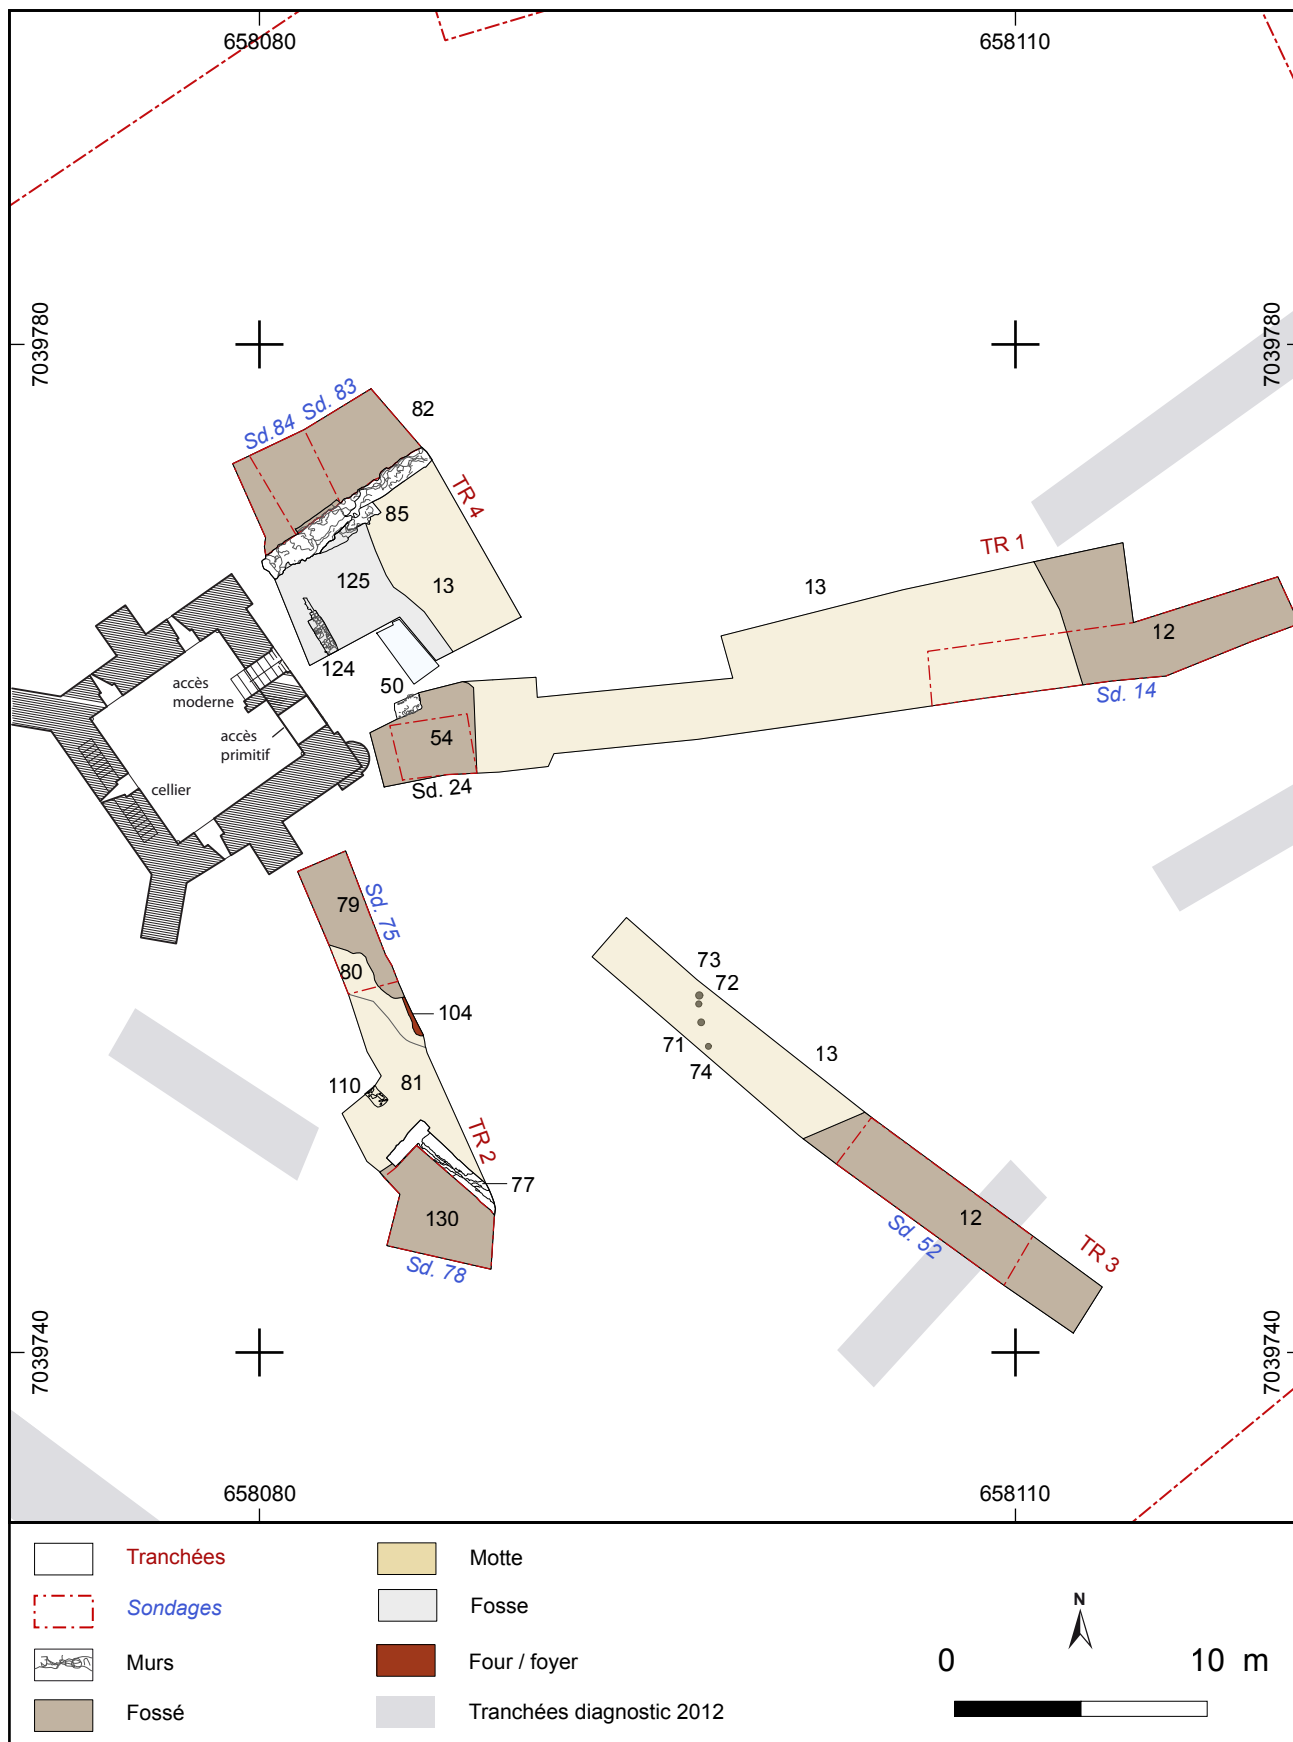 658080
658110
7039780
7039780
Sd. 83
Sd.84
82
TR 4
85
125
13
124
TR 1
13
12
Sd. 14
50
accès
moderne
accès
primitif
54
Sd. 24
cellier
79
Sd. 75
80
104
73
72
71
74
13
110
81
TR 2
77
130
Sd. 78
12
Sd. 52
TR 3
7039740
7039740
658080
658110
Tranchées
Sondages
Murs
Fossé
Motte
Fosse
Four / foyer
Tranchées diagnostic 2012
N
0 10 m